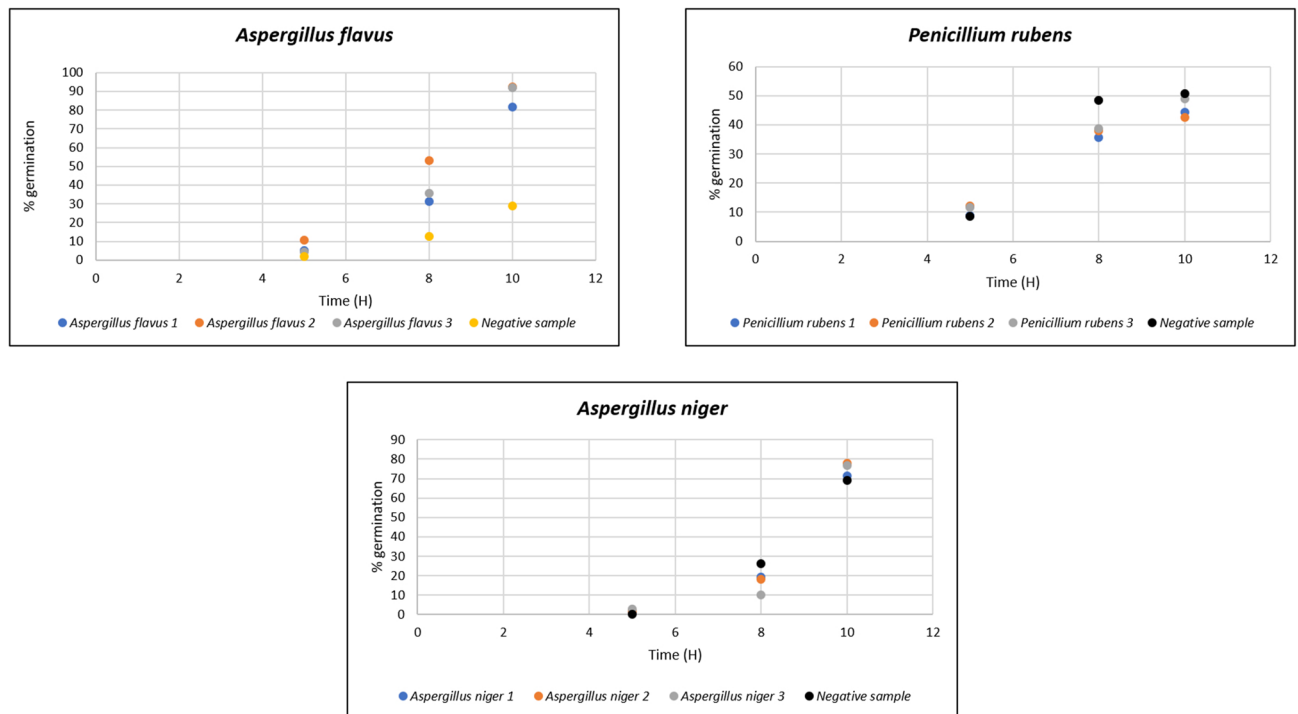 Aspergillus flavus
100
90
80
70
60
50
40
30
20
10
0
% germination
0 2 4 6 8 10 12
Time (H)
Aspergillus flavus 1 Aspergillus flavus 2 Aspergillus flavus 3 Negative sample
Penicillium rubens
60
50
40
30
20
10
0
% germination
0 2 4 6 8 10 12
Time (H)
Penicillium rubens 1 Penicillium rubens 2 Penicillium rubens 3 Negative sample
Aspergillus niger
90
80
70
60
50
40
30
20
10
0
% germination
0 2 4 6 8 10 12
Time (H)
Aspergillus niger 1 Aspergillus niger 2 Aspergillus niger 3 Negative sample